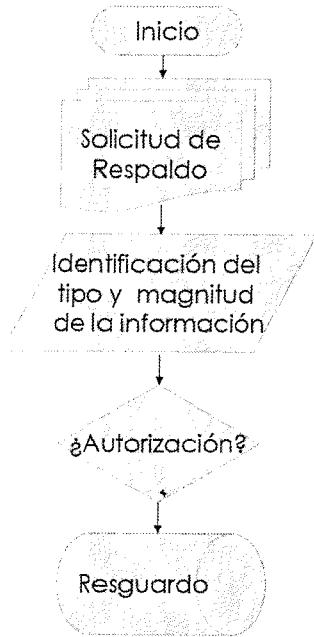 Inicio
Solicitud de
Respaldo
Identificación del
tipo y magnitud
de la información
¿Autorización?
Resguardo